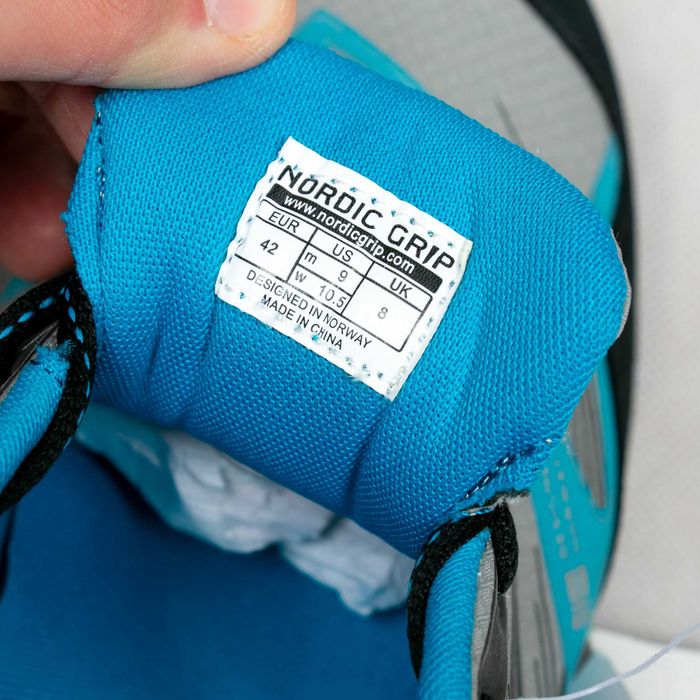 NORDIC GRIP
www.nordicgrip.com
EUR US UK
42 m 9 8
w 10.5
DESIGNED IN NORWAY
MADE IN CHINA